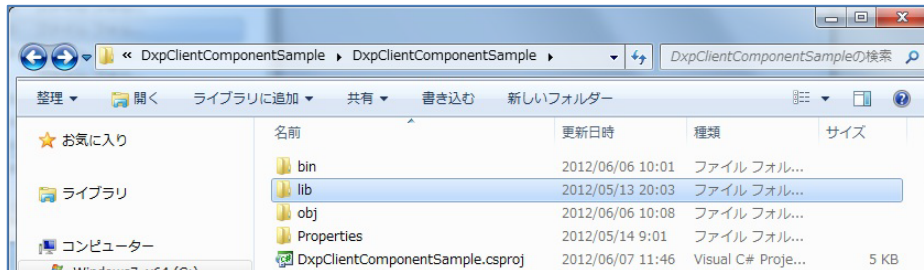 « DxpClientComponentSample ▸ DxpClientComponentSample ▸ DxpClientComponentSampleの検索
整理 ▼ 開く ライブラリに追加 ▼ 共有 ▼ 書き込む 新しいフォルダー
お気に入り
ライブラリ
コンピューター
名前 更新日時 種類 サイズ
bin 2012/06/06 10:01 ファイル フォル...
lib 2012/05/13 20:03 ファイル フォル...
obj 2012/06/06 10:08 ファイル フォル...
Properties 2012/05/14 9:01 ファイル フォル...
DxpClientComponentSample.csproj 2012/06/07 11:46 Visual C# Proje... 5 KB